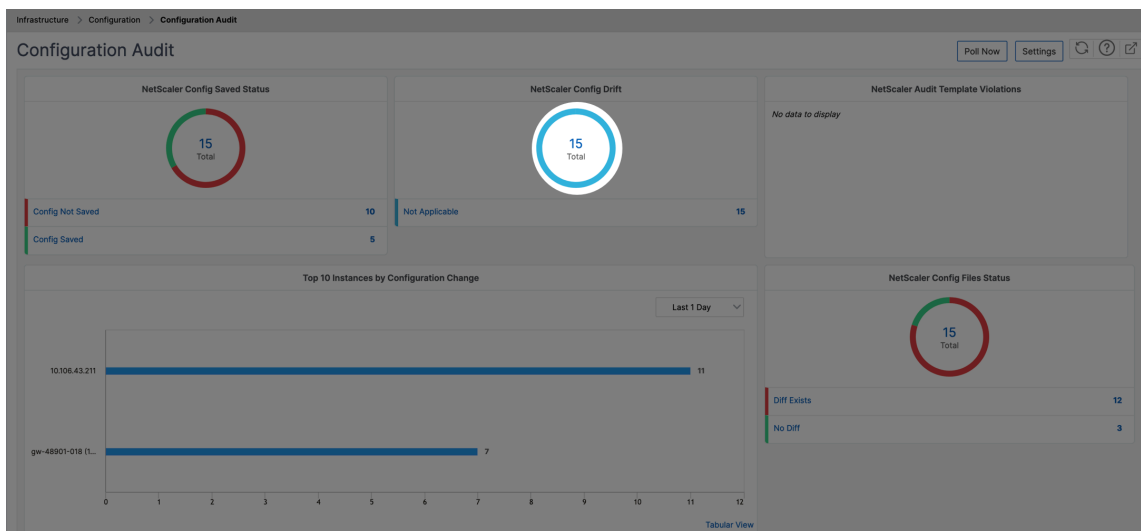 Infrastructure > Configuration > Configuration Audit
Configuration Audit
Poll Now
Settings
NetScaler Config Saved Status
15
Total
Config Not Saved 10
Config Saved 5
NetScaler Config Drift
15
Total
Not Applicable 15
NetScaler Audit Template Violations
No data to display
Top 10 Instances by Configuration Change
Last 1 Day
10.106.43.211
11
gw-48901-018 (1...
7
0 1 2 3 4 5 6 7 8 9 10 11 12
Tabular View
NetScaler Config Files Status
15
Total
Diff Exists 12
No Diff 3